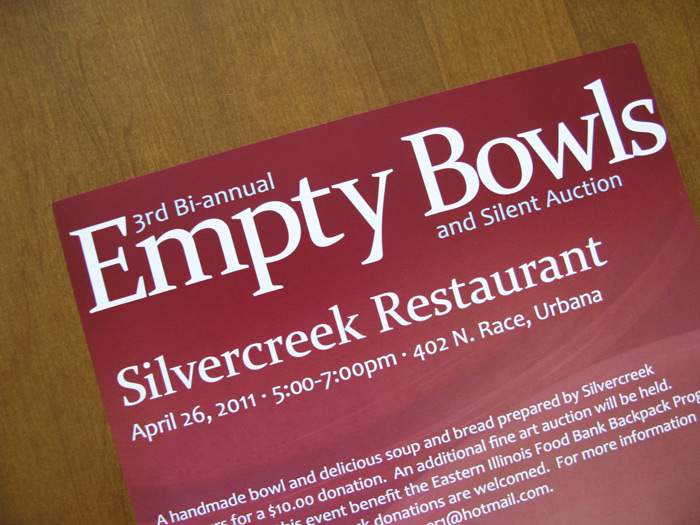 3rd Bi-annual
Empty Bowls
and Silent Auction
Silvercreek Restaurant
April 26, 2011 · 5:00-7:00pm · 402 N. Race, Urbana
A handmade bowl and delicious soup and bread prepared by Silvercreek
for a $10.00 donation. An additional fine art auction will be held.
this event benefit the Eastern Illinois Food Bank Backpack
donations are welcomed. For more information
@hotmail.com.